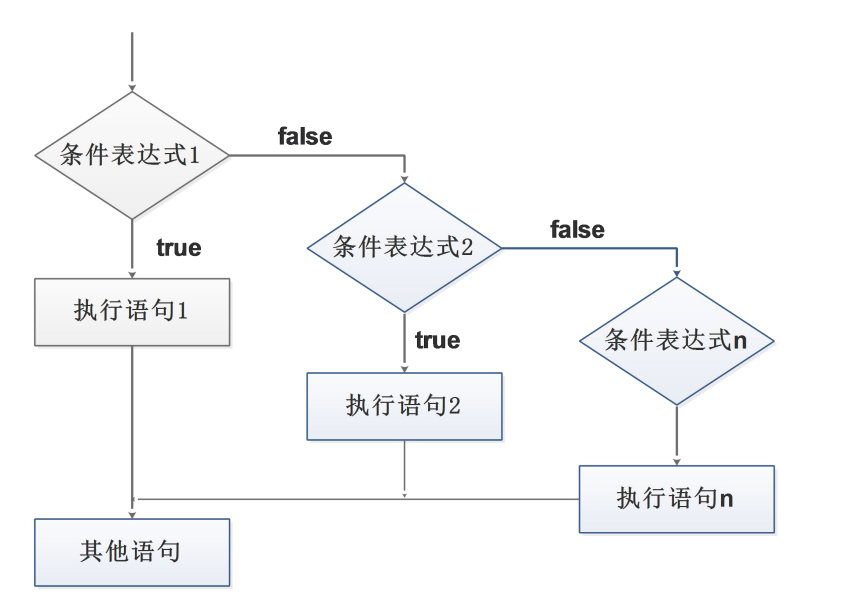 条件表达式1
false
true
执行语句1
条件表达式2
false
true
执行语句2
条件表达式n
执行语句n
其他语句